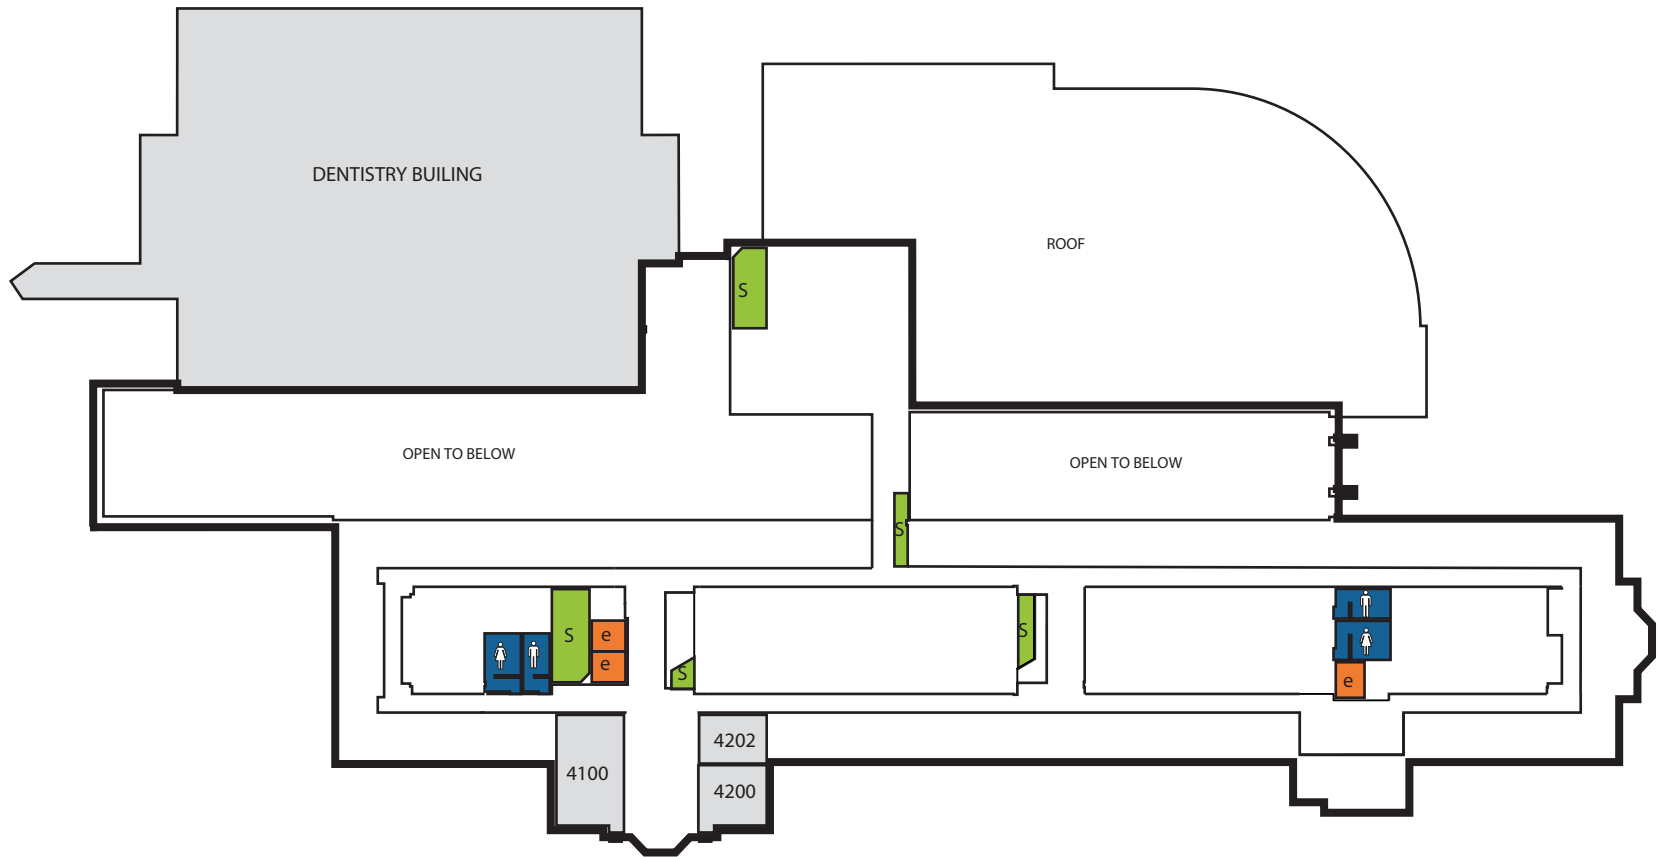 DENTISTRY BUILING
ROOF
S
OPEN TO BELOW
OPEN TO BELOW
S
S
e
e
S
S
e
4100
4202
4200